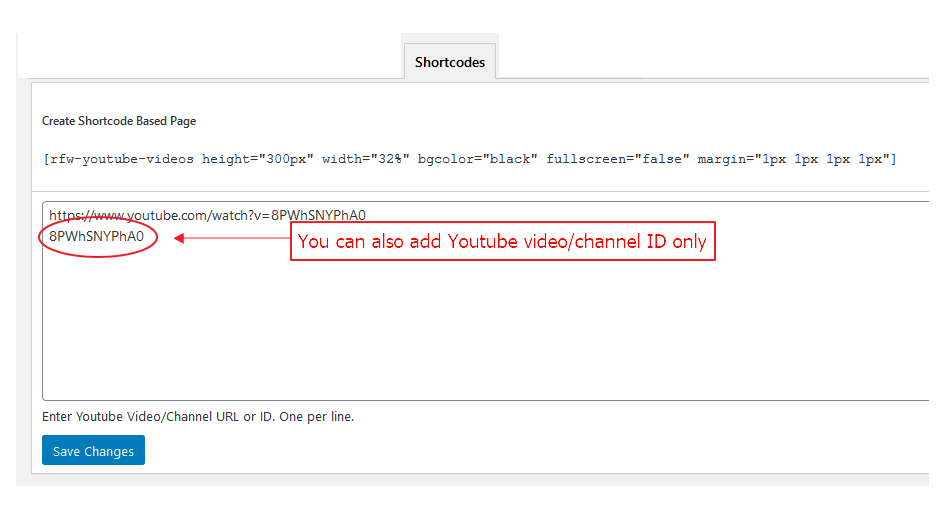 Shortcodes
Create Shortcode Based Page
[rfw-youtube-videos height="300px" width="32%" bgcolor="black" fullscreen="false" margin="1px 1px 1px 1px"]
https://www.youtube.com/watch?v=8PWhSNYPhA0
8PWhSNYPhA0
You can also add Youtube video/channel ID only
Enter Youtube Video/Channel URL or ID. One per line.
Save Changes